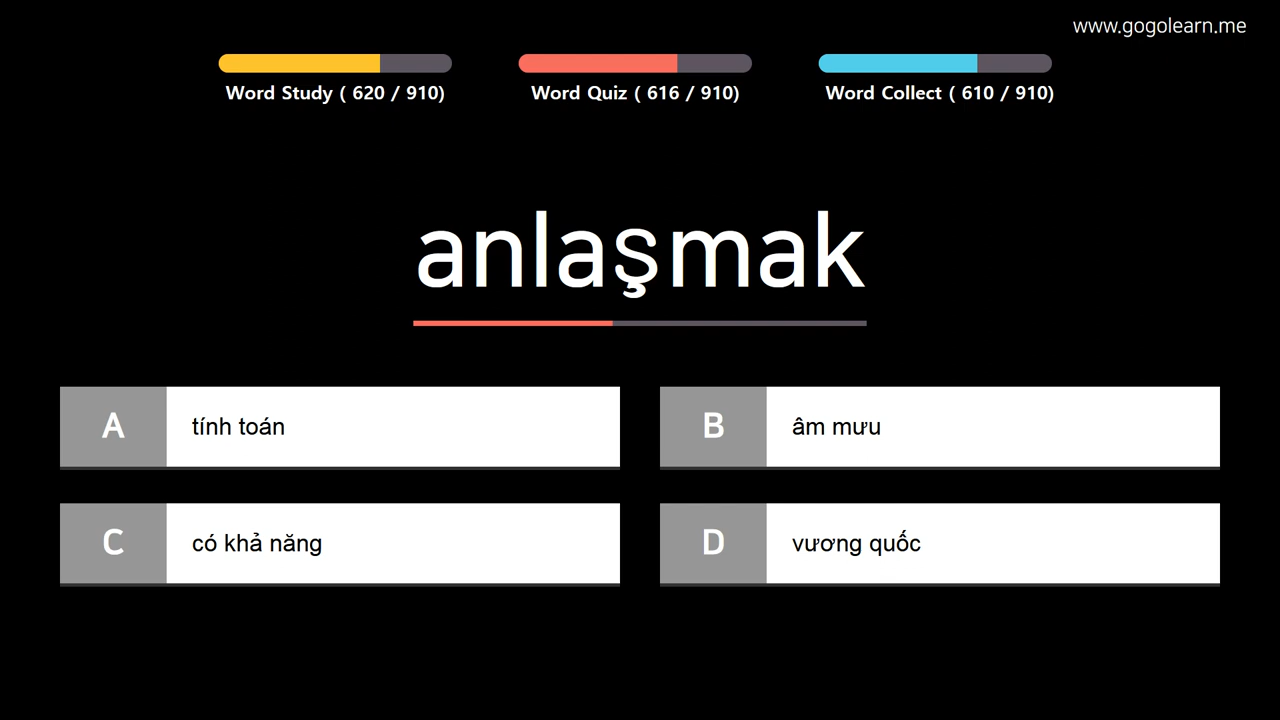 www.gogolearn.me
Word Study ( 620 / 910)
Word Quiz ( 616 / 910)
Word Collect ( 610 / 910)
anlaşmak
A tính toán
B âm mưu
C có khả năng
D vương quốc